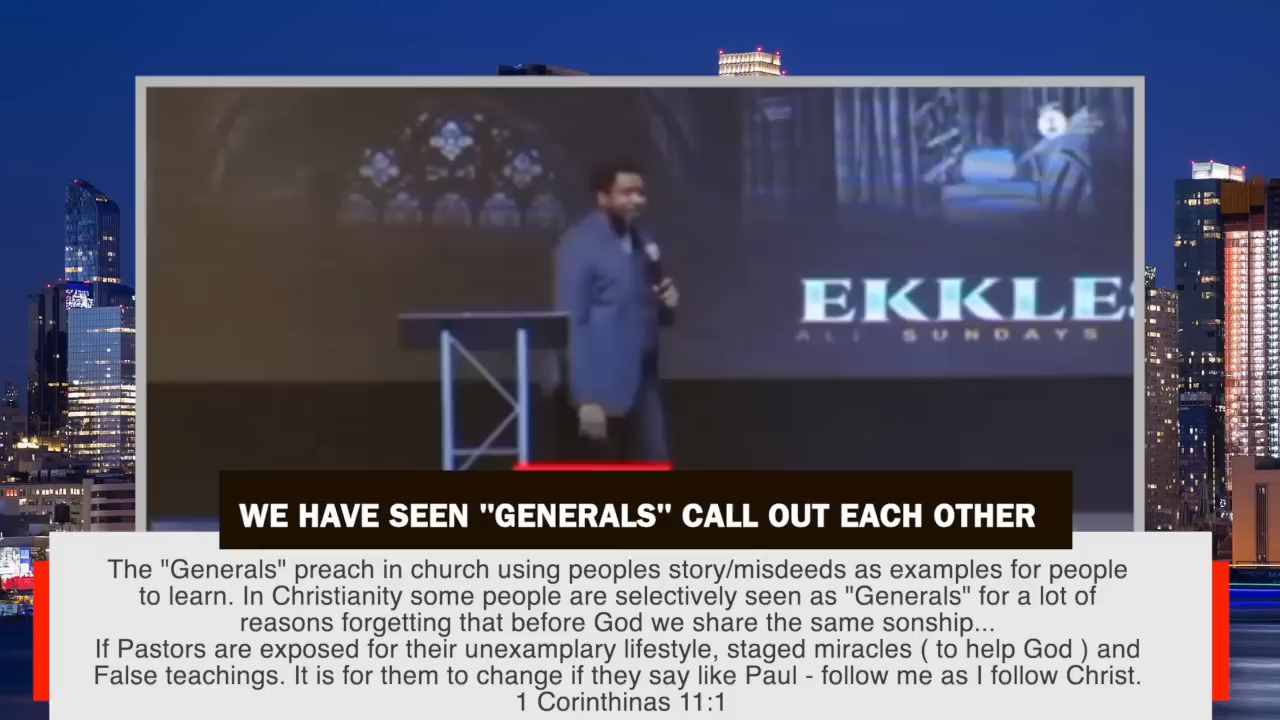 EKKLE
ALL SUNDAYS
WE HAVE SEEN "GENERALS" CALL OUT EACH OTHER
The "Generals" preach in church using peoples story/misdeeds as examples for people
to learn. In Christianity some people are selectively seen as "Generals" for a lot of
reasons forgetting that before God we share the same sonship...
If Pastors are exposed for their unexamplary lifestyle, staged miracles ( to help God ) and
False teachings. It is for them to change if they say like Paul - follow me as I follow Christ.
1 Corinthinas 11:1